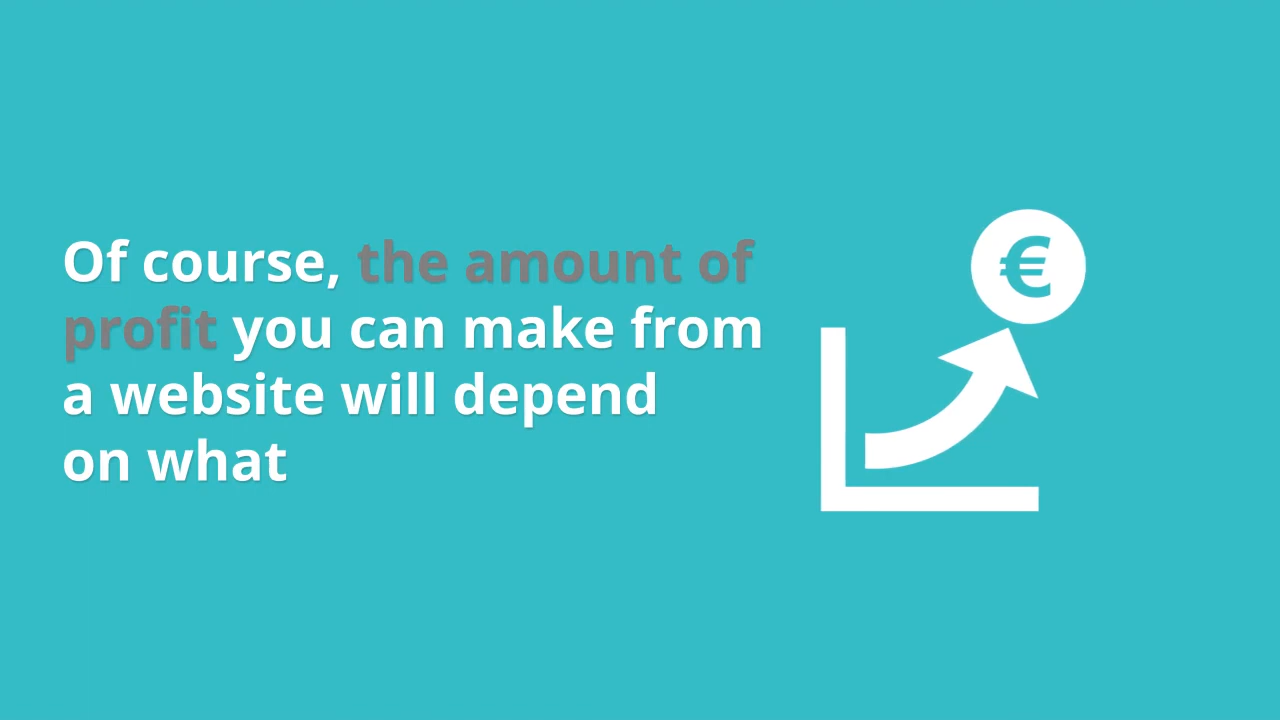 Of course, the amount of
profit you can make from
a website will depend
on what
€